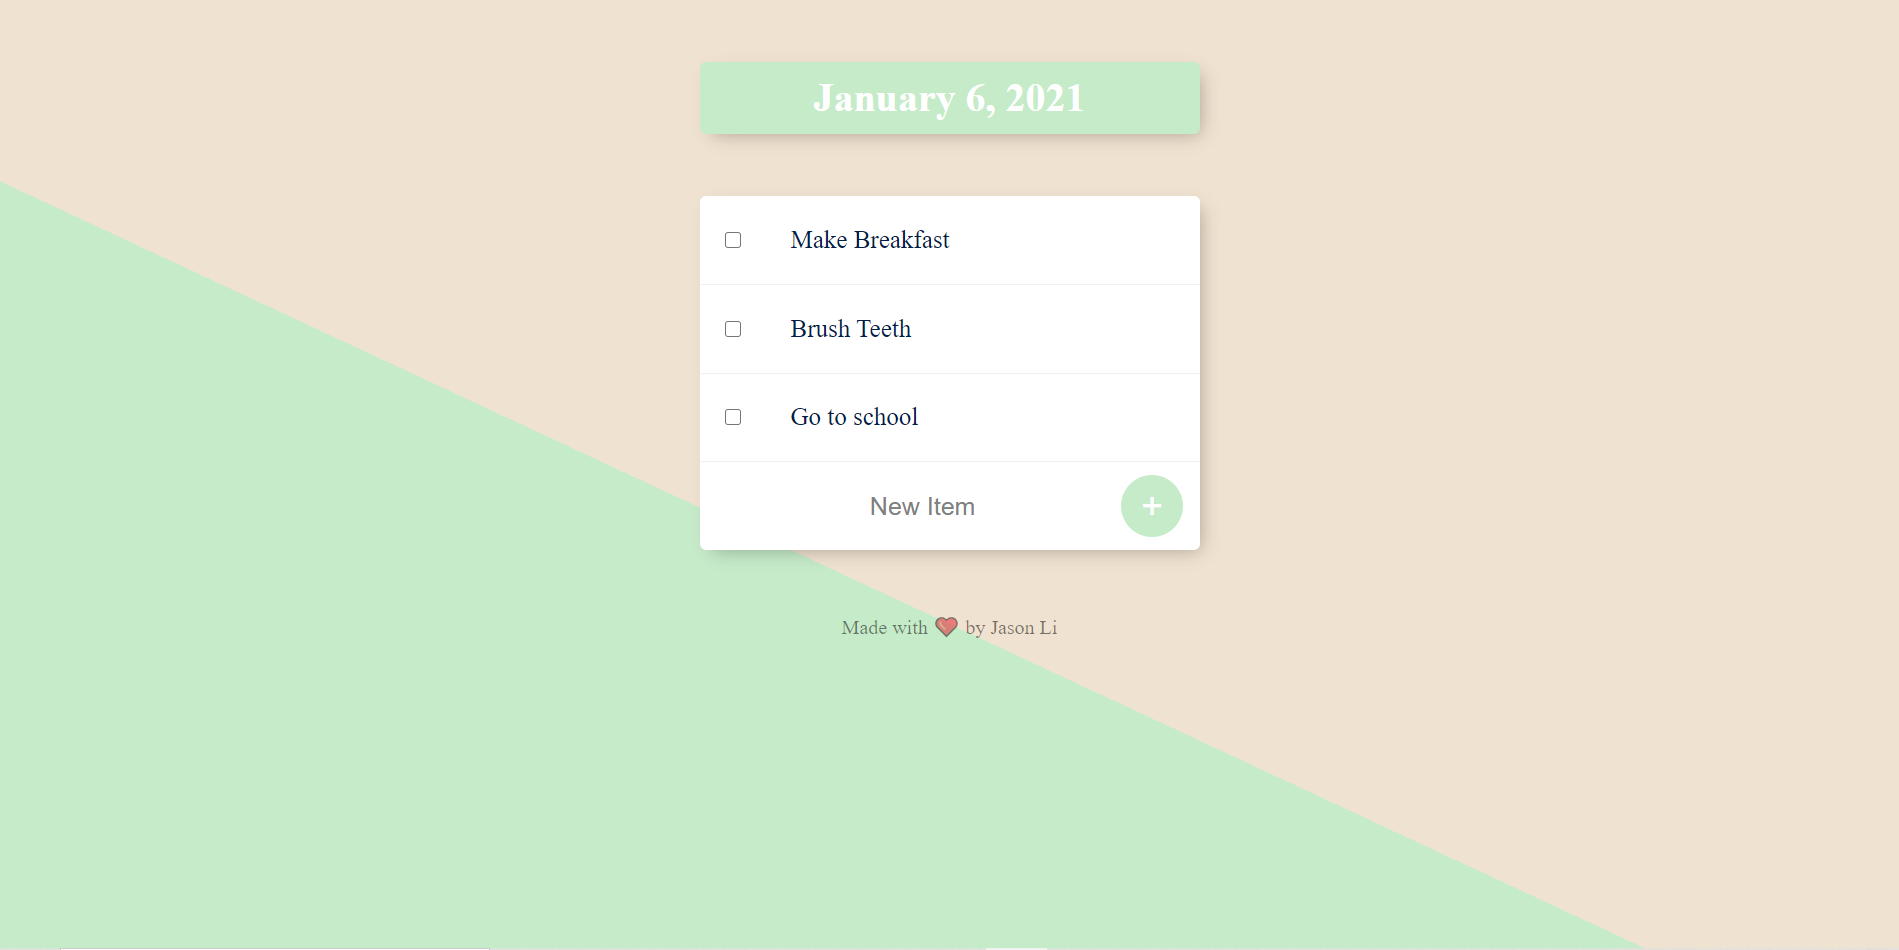 January 6, 2021
Make Breakfast
Brush Teeth
Go to school
New Item +
Made with ❤️ by Jason Li